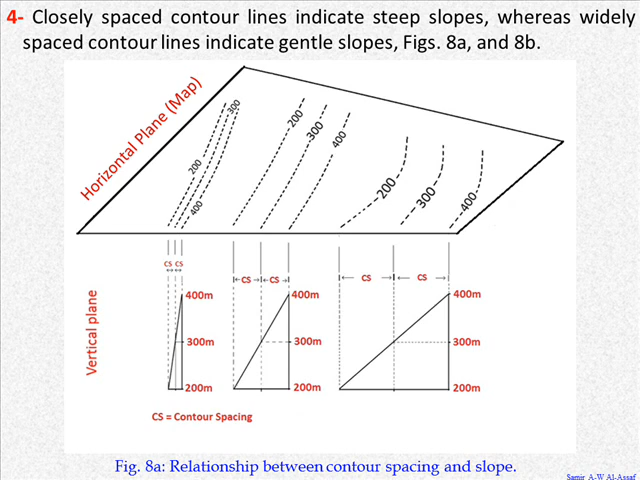 4- Closely spaced contour lines indicate steep slopes, whereas widely
spaced contour lines indicate gentle slopes, Figs. 8a, and 8b.
Horizontal Plane (Map)
200
300
400
200
300
400
200
300
400
CS CS
CS CS
CS CS
Vertical plane
400m
300m
200m
400m
300m
200m
400m
300m
200m
CS = Contour Spacing
Fig. 8a: Relationship between contour spacing and slope.
Samir A-W Al-Assaf